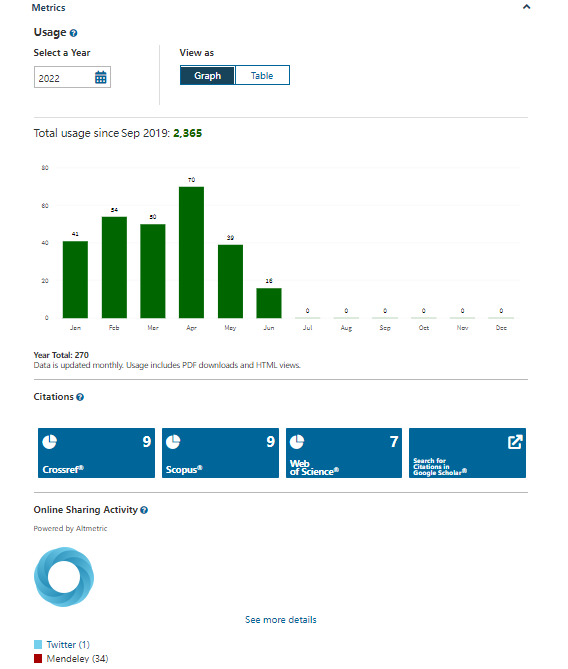 Metrics
Usage
Select a Year
View as
2022
Graph
Table
Total usage since Sep 2019: 2,365
80
60
40
20
0
41
54
50
70
39
16
0
0
0
0
0
0
Jan
Feb
Mar
Apr
May
Jun
Jul
Aug
Sep
Oct
Nov
Dec
Year Total: 270
Data is updated monthly. Usage includes PDF downloads and HTML views.
Citations
9
Crossref®
9
Scopus®
7
Web
of Science®
Search for
Citations in
Google Scholar®
Online Sharing Activity
Powered by Altmetric
See more details
Twitter (1)
Mendeley (34)